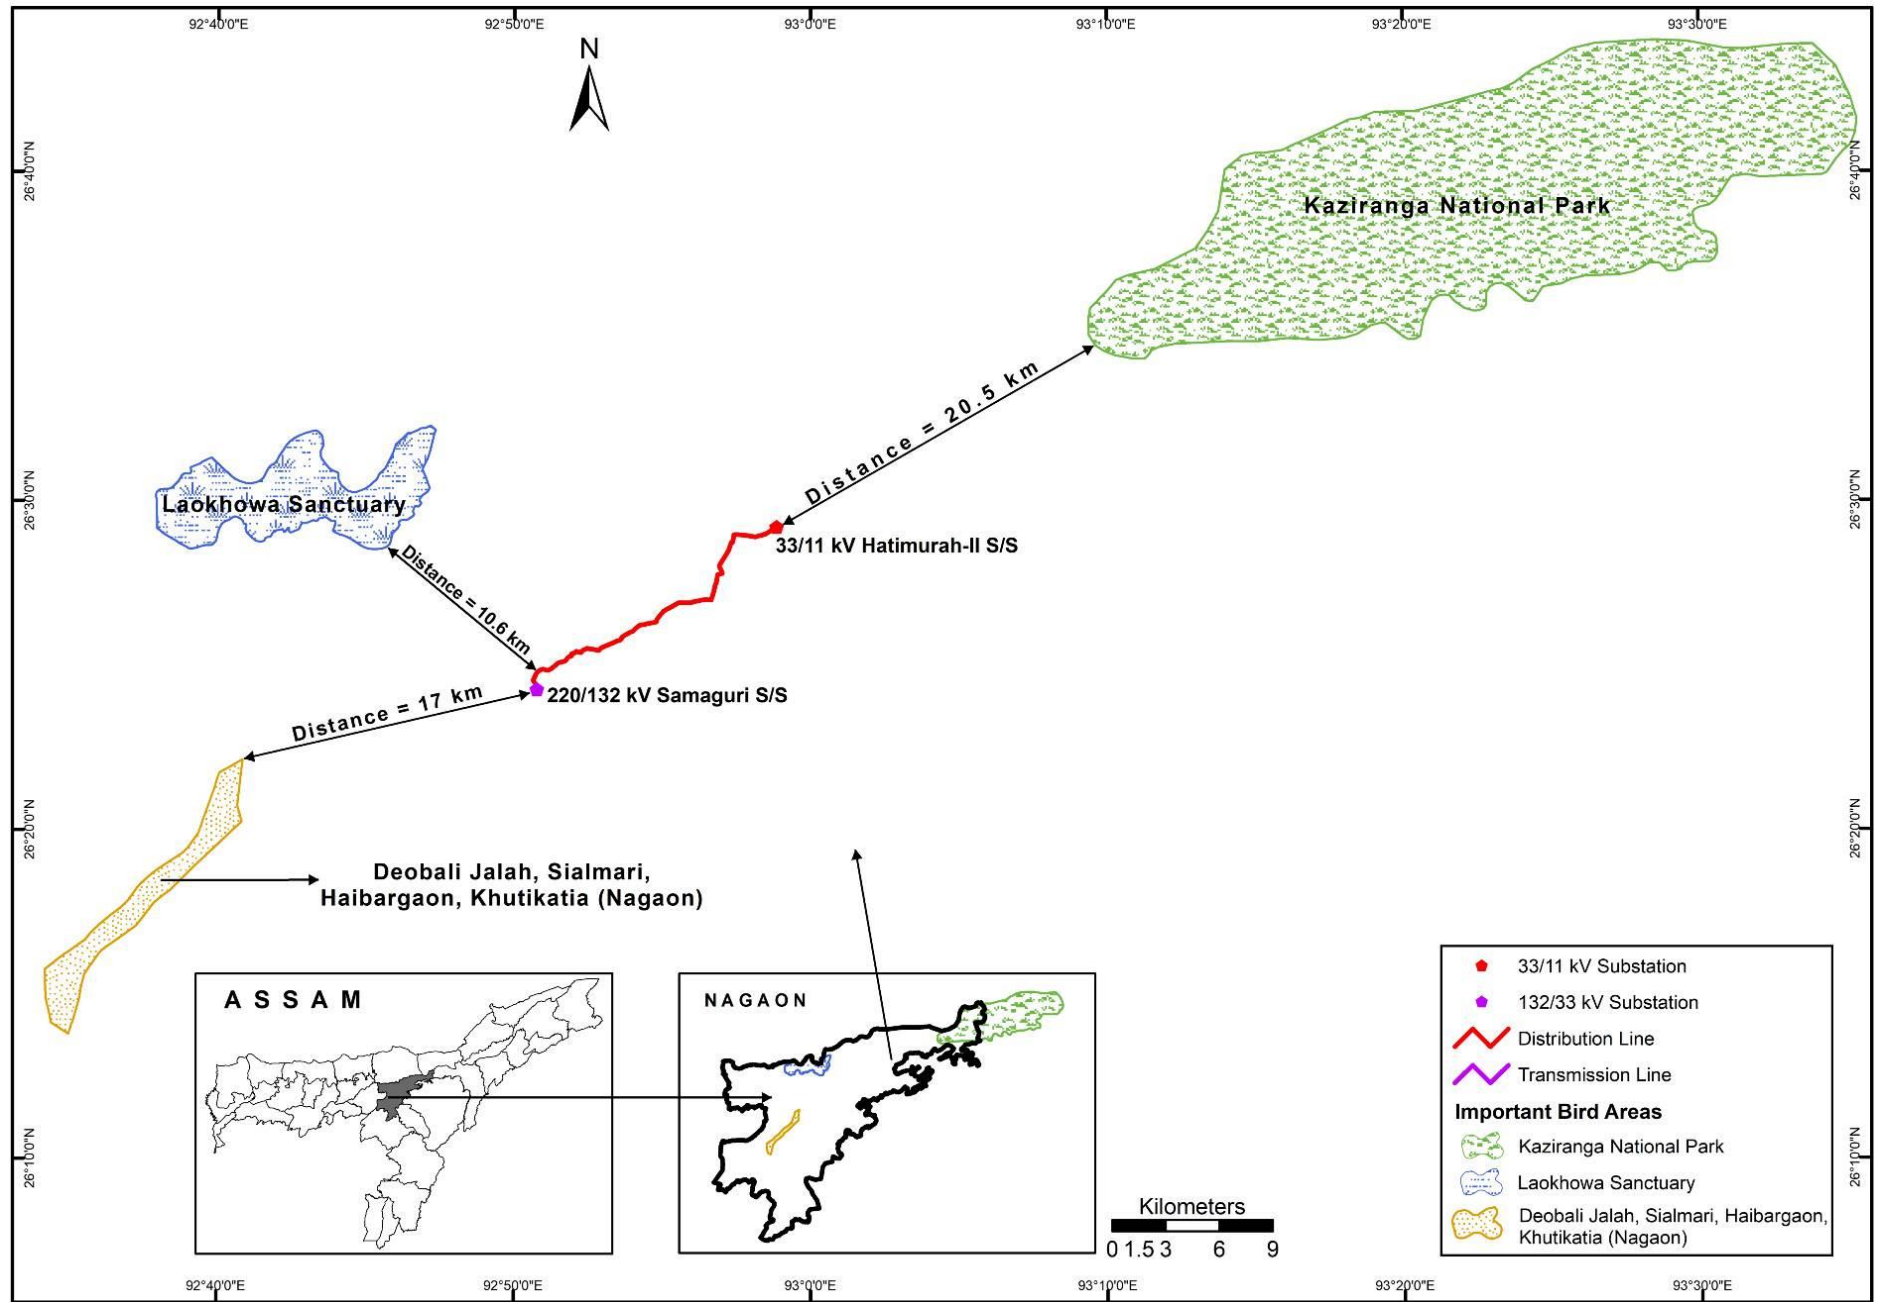 92°40'0"E
92°50'0"E
93°0'0"E
93°10'0"E
93°20'0"E
93°30'0"E
N
26°40'0"N
26°40'0"N
Kaziranga National Park
Distance = 20.5 km
26°30'0"N
26°30'0"N
Laokhowa Sanctuary
33/11 kV Hatimurah-II S/S
Distance = 10.6 km
220/132 kV Samaguri S/S
Distance = 17 km
26°20'0"N
26°20'0"N
Deobali Jalah, Sialmari,
Haibargaon, Khutikatia (Nagaon)
ASSAM
NAGAON
33/11 kV Substation
132/33 kV Substation
Distribution Line
Transmission Line
Important Bird Areas
Kaziranga National Park
Laokhowa Sanctuary
Deobali Jalah, Sialmari, Haibargaon,
Khutikatia (Nagaon)
26°10'0"N
26°10'0"N
Kilometers
0 1.5 3 6 9
92°40'0"E
92°50'0"E
93°0'0"E
93°10'0"E
93°20'0"E
93°30'0"E